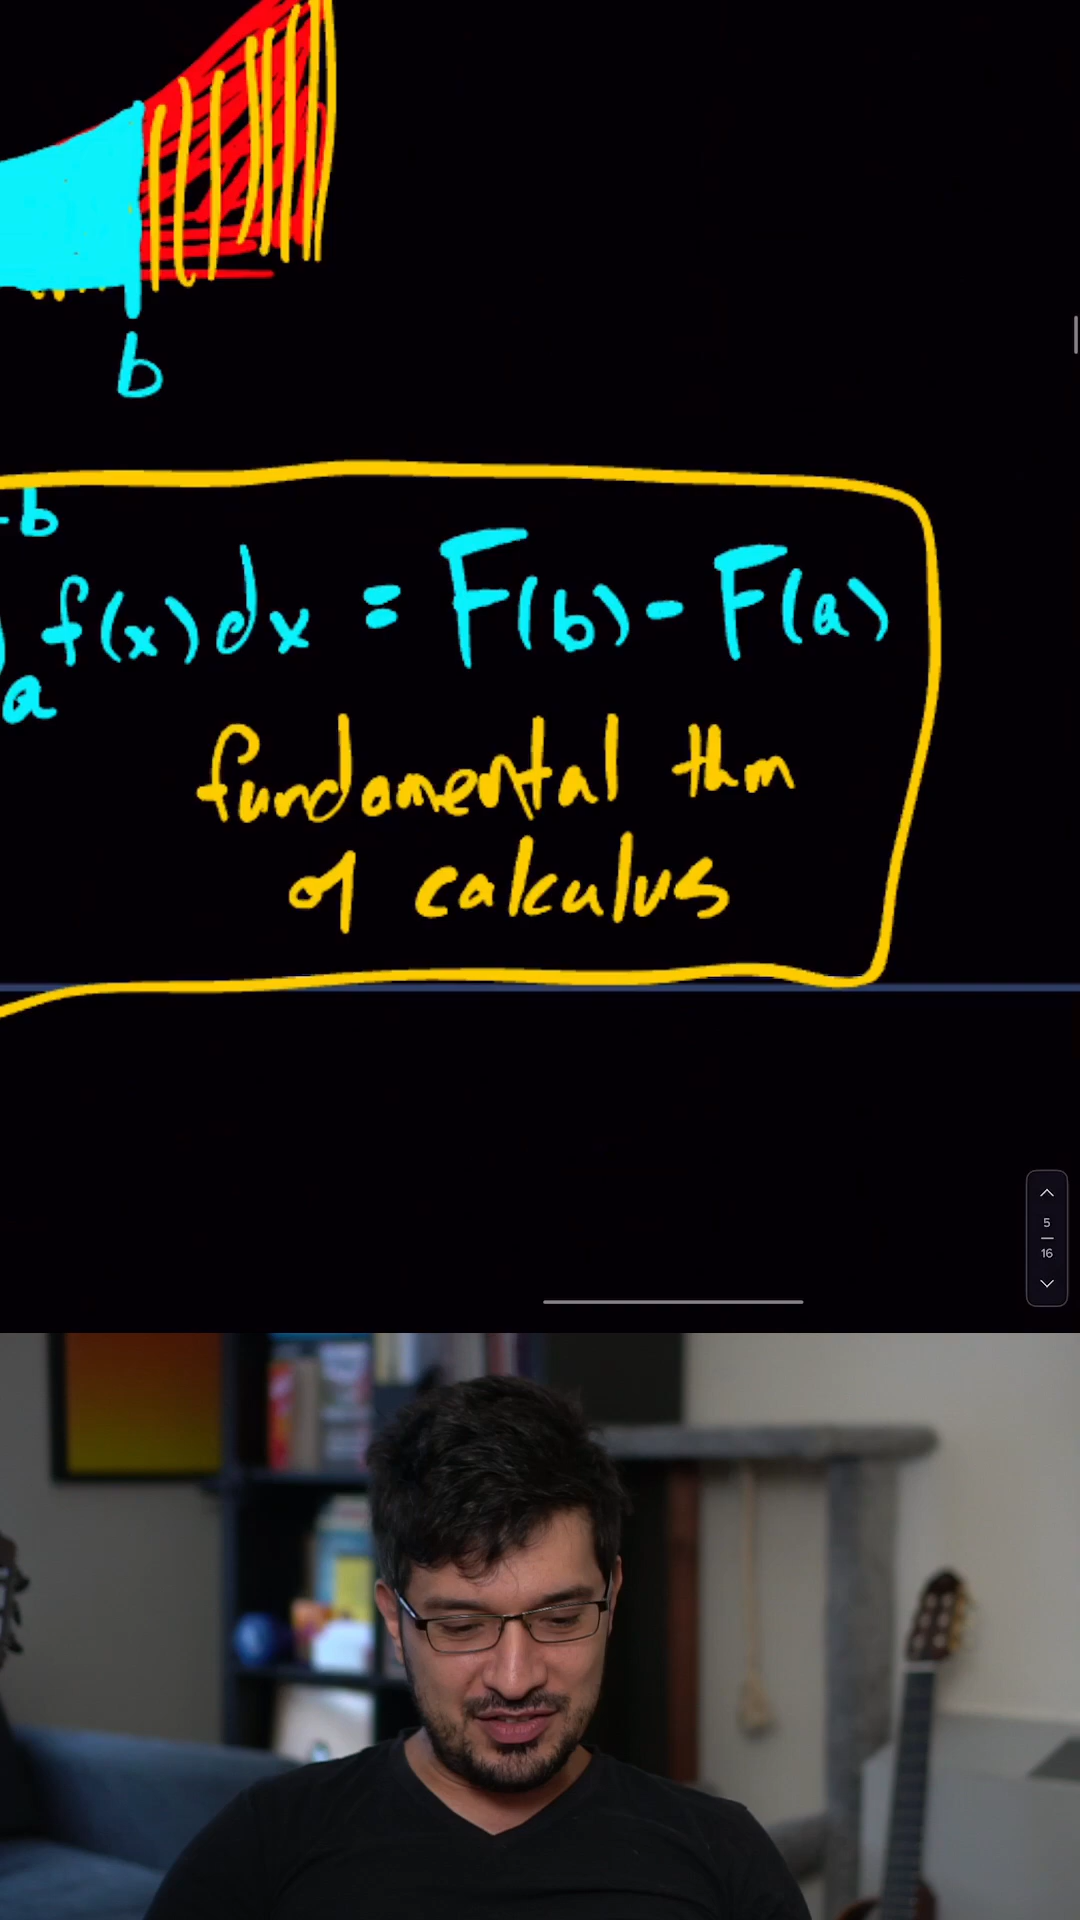 b
b
a f(x) dx = F(b) - F(a)
fundamental thm
of calculus
5
16